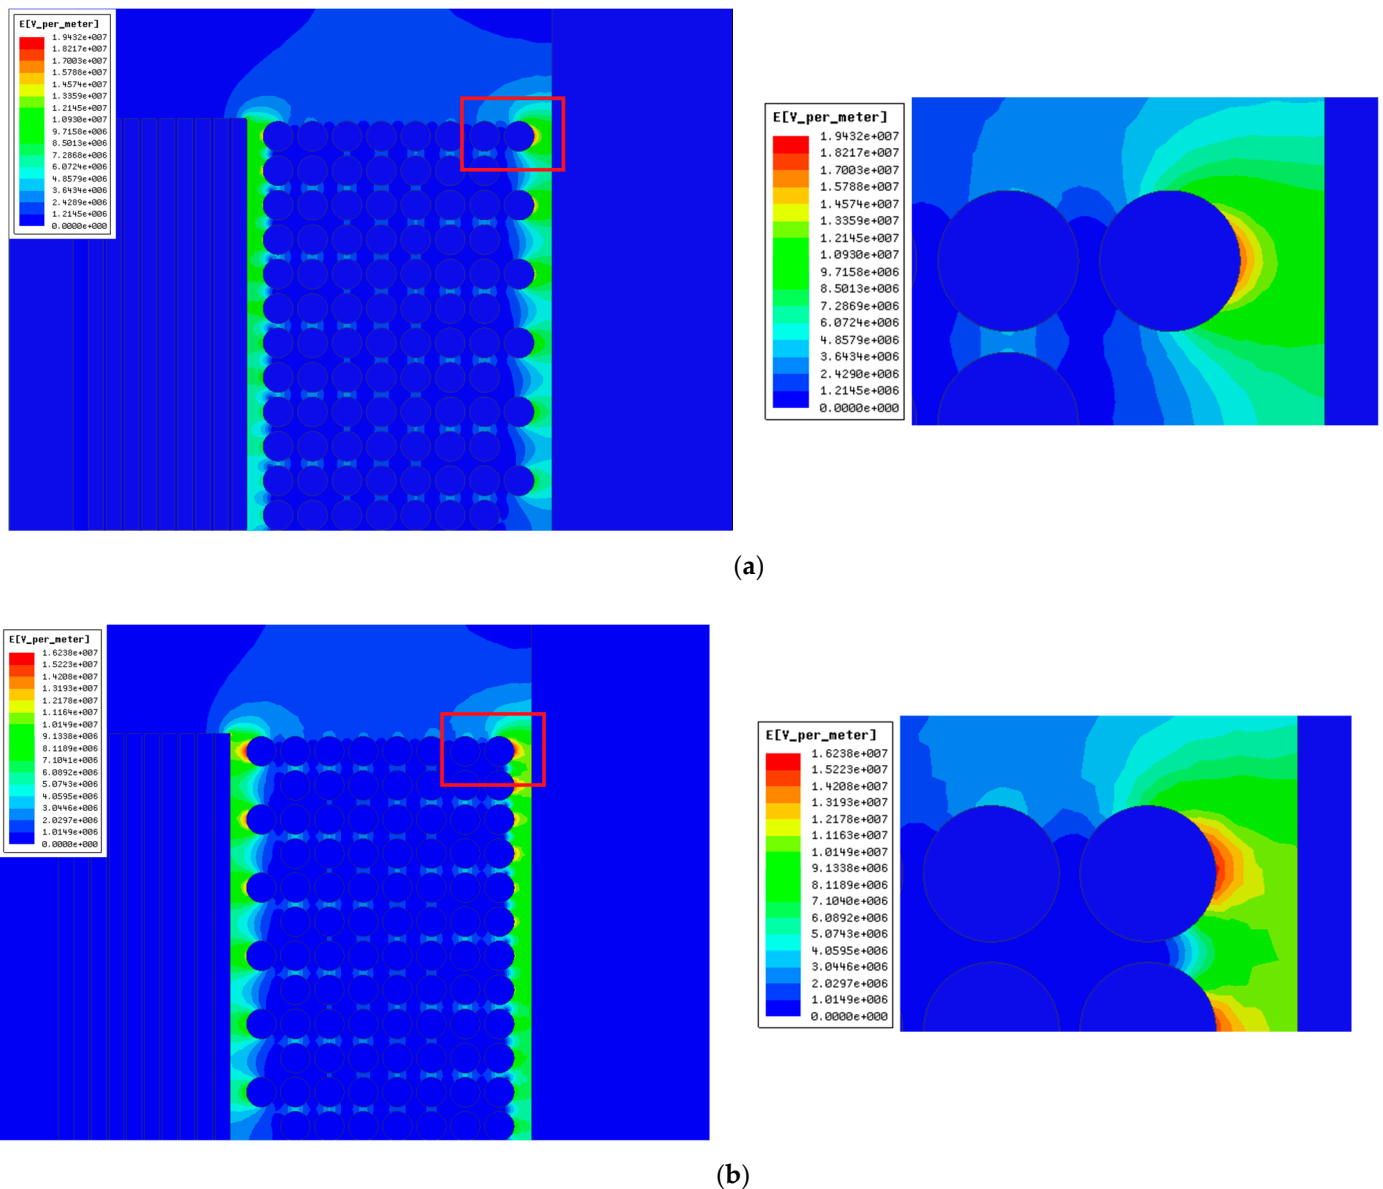 E[V_per_meter]
1.9432e+007
1.8217e+007
1.7003e+007
1.5788e+007
1.4574e+007
1.3359e+007
1.2145e+007
1.0930e+007
9.7158e+006
8.5013e+006
7.2868e+006
6.0724e+006
4.8579e+006
3.6434e+006
2.4289e+006
1.2145e+006
0.0000e+000
E[V_per_meter]
1.9432e+007
1.8217e+007
1.7003e+007
1.5788e+007
1.4574e+007
1.3359e+007
1.2145e+007
1.0930e+007
9.7158e+006
8.5013e+006
7.2869e+006
6.0724e+006
4.8579e+006
3.6434e+006
2.4290e+006
1.2145e+006
0.0000e+000
(a)
E[V_per_meter]
1.6238e+007
1.5223e+007
1.4208e+007
1.3193e+007
1.2178e+007
1.1164e+007
1.0149e+007
9.1338e+006
8.1189e+006
7.1041e+006
6.0892e+006
5.0743e+006
4.0595e+006
3.0446e+006
2.0297e+006
1.0149e+006
0.0000e+000
E[V_per_meter]
1.6238e+007
1.5223e+007
1.4208e+007
1.3193e+007
1.2178e+007
1.1163e+007
1.0149e+007
9.1338e+006
8.1189e+006
7.1040e+006
6.0892e+006
5.0743e+006
4.0595e+006
3.0446e+006
2.0297e+006
1.0149e+006
0.0000e+000
(b)